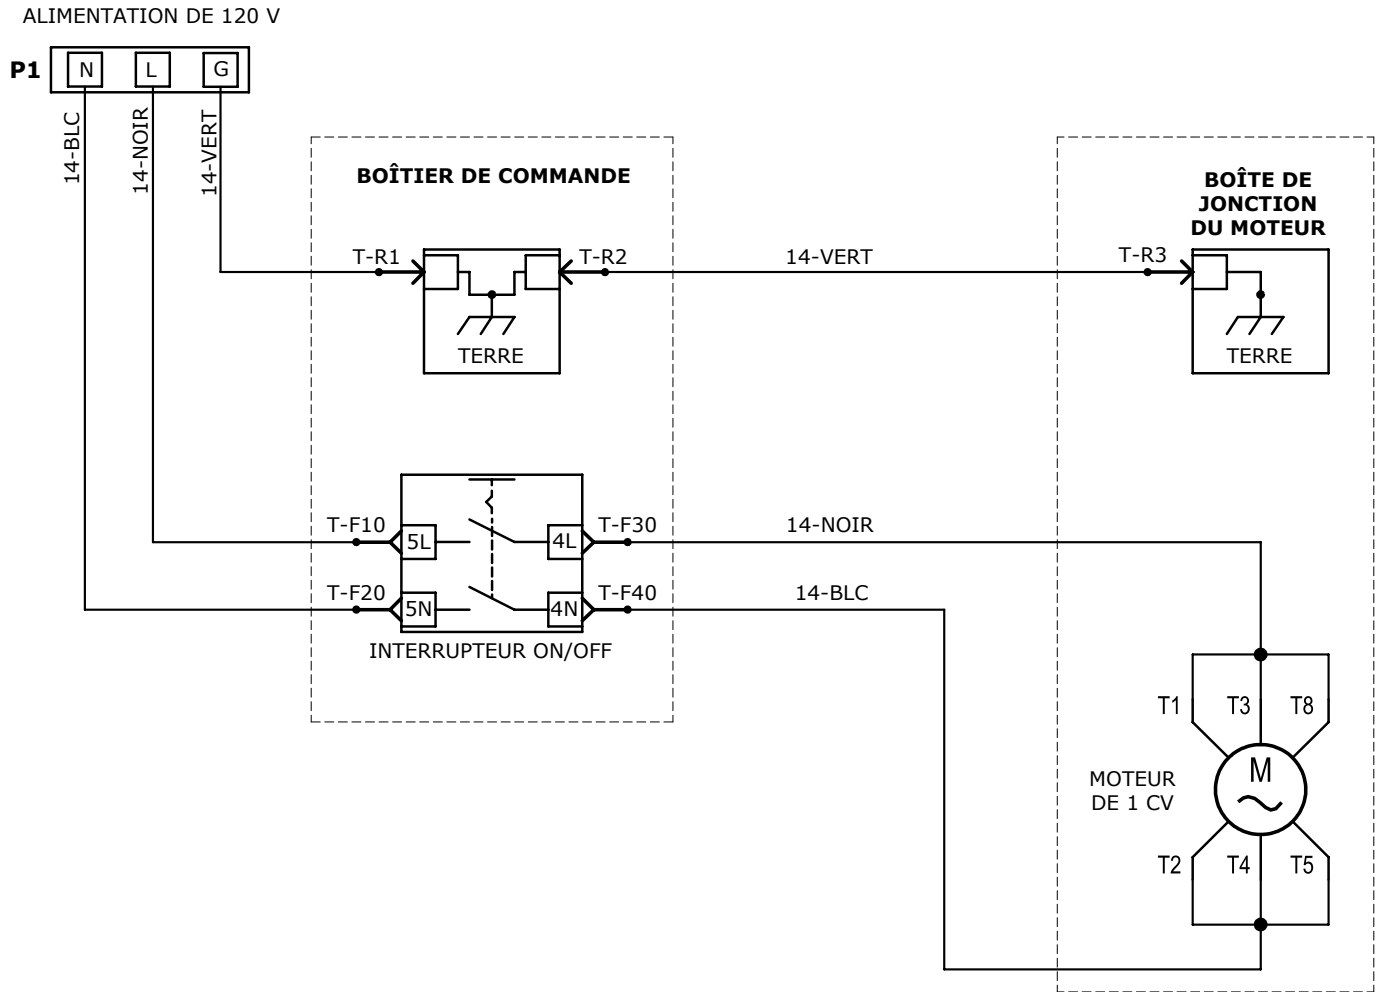 ALIMENTATION DE 120 V
P1 N L G
14-BLC
14-NOIR
14-VERT
BOÎTIER DE COMMANDE
BOÎTE DE
JONCTION
DU MOTEUR
T-R1
T-R2
14-VERT
T-R3
TERRE
TERRE
T-F10
5L
4L
T-F30
14-NOIR
T-F20
5N
4N
T-F40
14-BLC
INTERRUPTEUR ON/OFF
T1
T3
T8
M
MOTEUR
DE 1 CV
T2
T4
T5